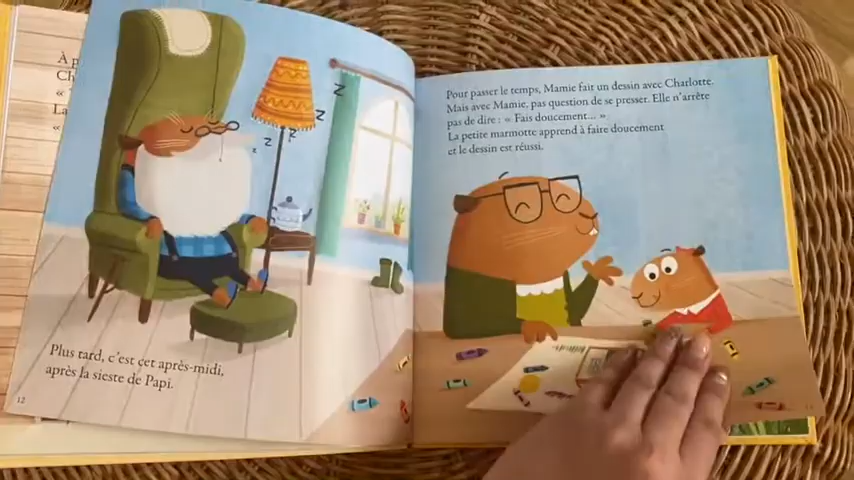 À
Ch
La
«
z
z
z
z
z
Plus tard, c'est cet après-midi,
après la sieste de Papi.
12
Pour passer le temps, Mamie fait un dessin avec Charlotte.
Mais avec Mamie, pas question de se presser. Elle n'arrête
pas de dire : « Fais doucement... »
La petite marmotte apprend à faire doucement
et le dessin est réussi.